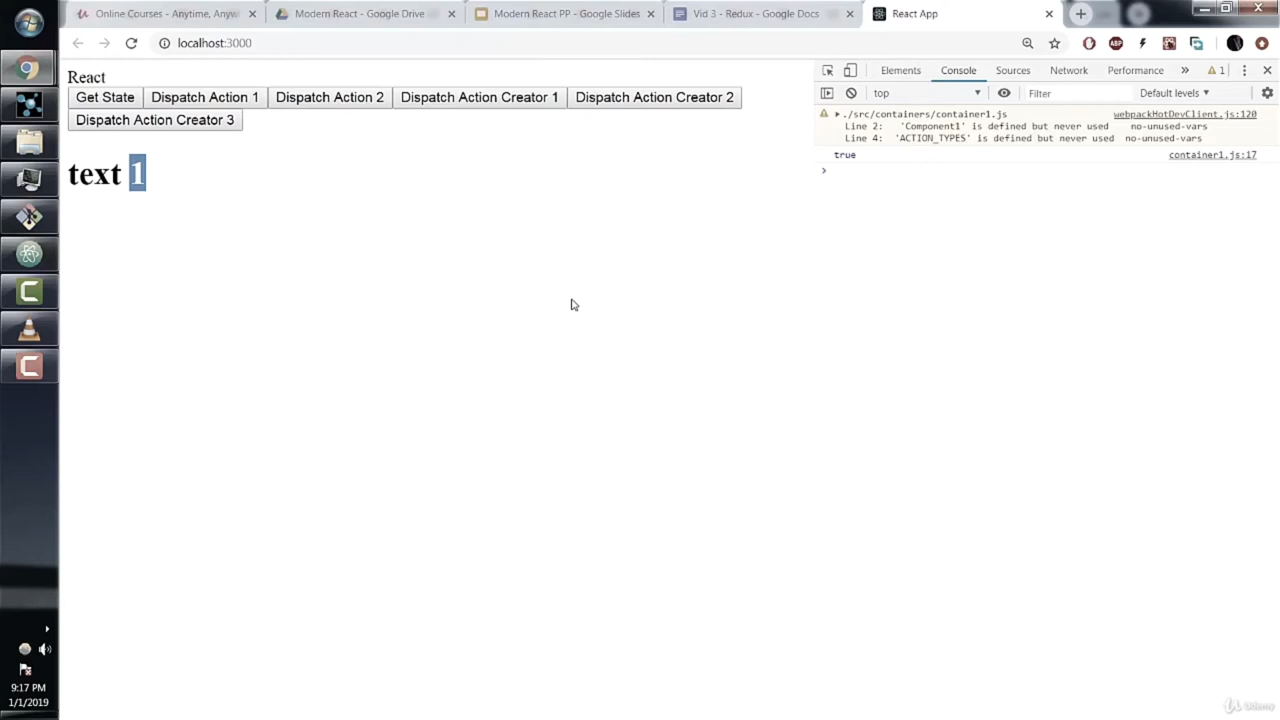 Online Courses - Anytime, Anyw
Modern React - Google Drive
Modern React PP - Google Slides
Vid 3 - Redux - Google Docs
React App
localhost:3000
ABP
React
Get State
Dispatch Action 1
Dispatch Action 2
Dispatch Action Creator 1
Dispatch Action Creator 2
Dispatch Action Creator 3
text 1
Elements
Console
Sources
Network
Performance
»
1
top
Filter
Default levels
./src/containers/container1.js
webpackHotDevClient.js:120
Line 2: 'Component1' is defined but never used no-unused-vars
Line 4: 'ACTION_TYPES' is defined but never used no-unused-vars
true
container1.js:17
9:17 PM
1/1/2019
Udemy